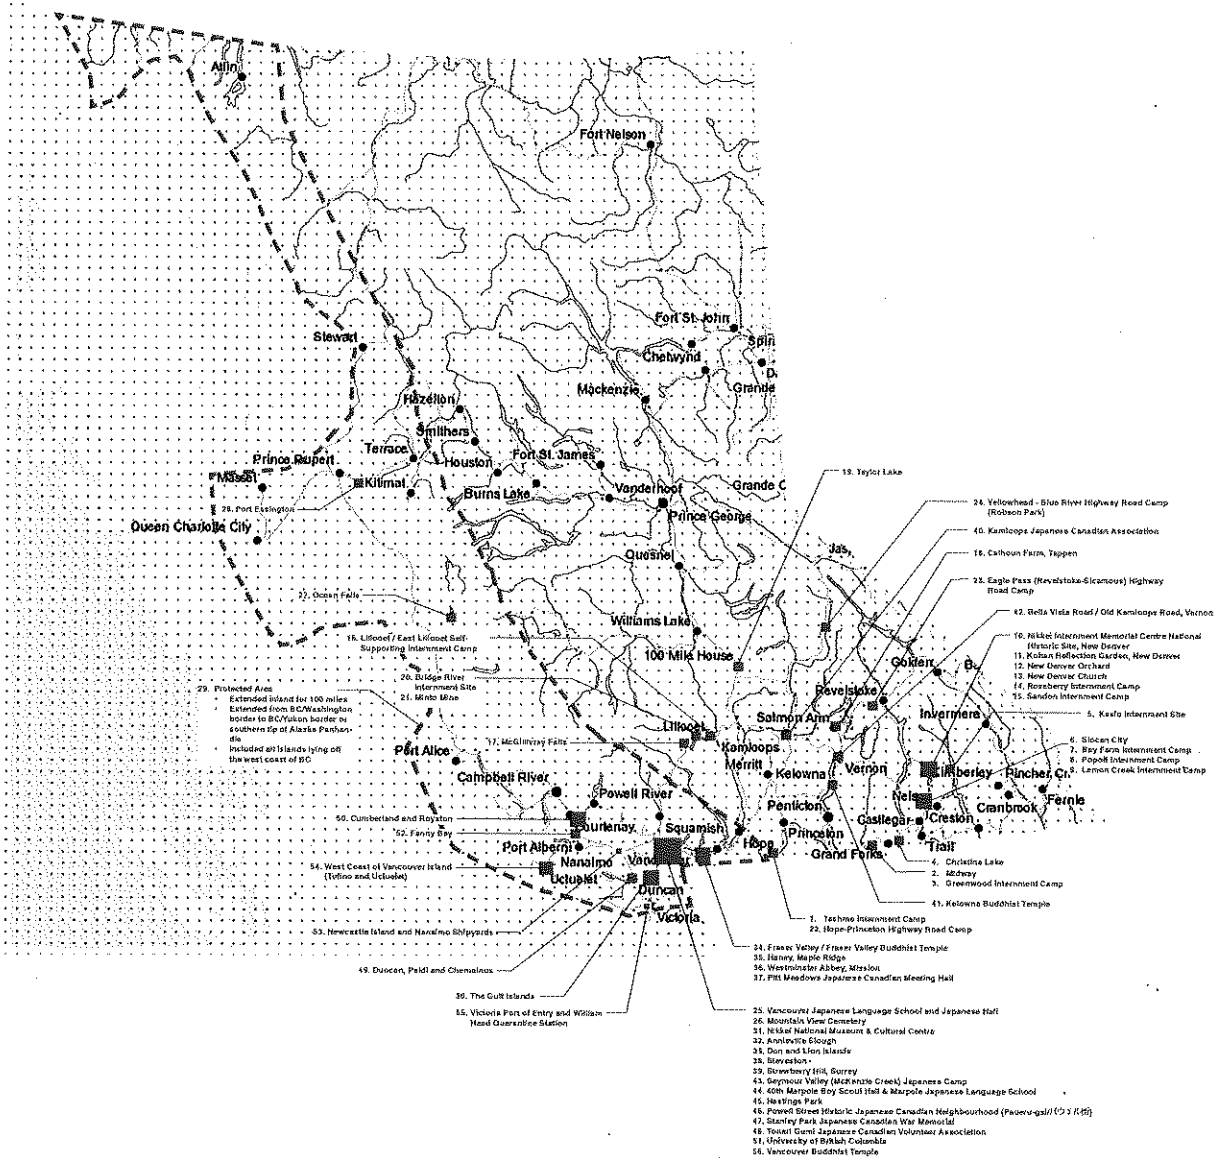 Atlin
Fort Nelson
Fort St. John
Stewart
Chetwynd
Mackenzie
Grande
Hazelton
Smithers
Terrace
Fort St. James
Prince Rupert
Houston
19. Taylor Lake
Masset
Kitimat
Vanderhoof
Grande C
Burns Lake
28. Port Essington
Prince George
24. Yellowhead - Blue River Highway Road Camp
(Robson Park)
Queen Charlotte City
40. Kamloops Japanese Canadian Association
Jas,
Quesnel
18. Calhoun Farm, Tappen
23. Eagle Pass (Revelstoke-Sicamous) Highway
Road Camp
27. Ocean Falls
42. Bella Vista Road / Old Kamloops Road, Vernon
Williams Lake
16. Lillooet / East Lillooet Self-
Supporting Internment Camp
10. Nikkei Internment Memorial Centre National
Historic Site, New Denver
11. Kohan Reflection Garden, New Denver
12. New Denver Orchard
13. New Denver Church
14. Roseberry Internment Camp
15. Sandon Internment Camp
100 Mile House
Golden
B.
20. Bridge River
Internment Site
21. Minto Mine
29. Protected Area
- Extended inland for 100 miles
- Extended from BC/Washington
border to BC/Yukon border or
southern tip of Alaska Panhan-
dle
- Included all islands lying off
the west coast of BC
Revelstoke
Salmon Arm
Invermere
5. Kaslo Internment Site
Lillooet
17. McGillivray Falls
Kamloops
6. Slocan City
7. Bay Farm Internment Camp
8. Popoff Internment Camp
9. Lemon Creek Internment Camp
Port Alice
Merritt
Vernon
Campbell River
Kelowna
Kimberley
Pincher Cr.
Powell River
Nels
Fernie
Penticton
Cranbrook
50. Cumberland and Royston
Castlegar
Creston
52. Fanny Bay
Courtenay
Squamish
Princeton
Port Alberni
Hope
Trail
Nanaimo
Grand Forks
54. West Coast of Vancouver Island
(Tofino and Ucluelet)
4. Christina Lake
2. Midway
3. Greenwood Internment Camp
Ucluelet
Duncan
41. Kelowna Buddhist Temple
Victoria
1. Tashme Internment Camp
22. Hope-Princeton Highway Road Camp
53. Newcastle Island and Nanaimo Shipyards
34. Fraser Valley / Fraser Valley Buddhist Temple
35. Haney, Maple Ridge
36. Westminster Abbey, Mission
37. Pitt Meadows Japanese Canadian Meeting Hall
49. Duncan, Paldi and Chemainus
30. The Gulf Islands
55. Victoria Port of Entry and William
Head Quarantine Station
25. Vancouver Japanese Language School and Japanese Hall
26. Mountain View Cemetery
31. Nikkei National Museum & Cultural Centre
32. Annieville Slough
33. Don and Lion Islands
38. Steveston
39. Strawberry Hill, Surrey
43. Seymour Valley (McKenzie Creek) Japanese Camp
44. 40th Marpole Boy Scout Hall & Marpole Japanese Language School
45. Hastings Park
46. Powell Street Historic Japanese Canadian Neighbourhood
47. Stanley Park Japanese Canadian War Memorial
48. Tonari Gumi Japanese Canadian Volunteer Association
51. University of British Columbia
56. Vancouver Buddhist Temple